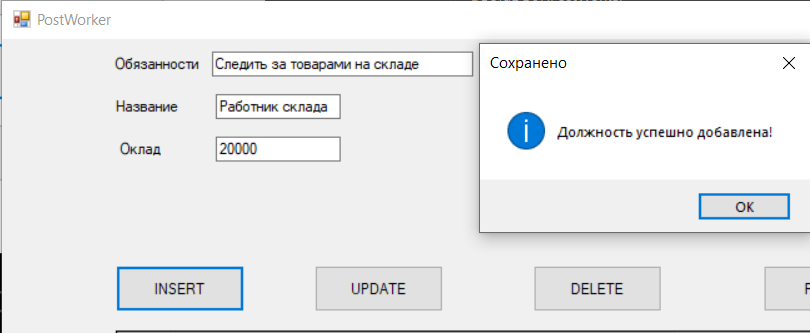 PostWorker
Обязанности Следить за товарами на складе
Название Работник склада
Оклад 20000
Сохранено
Должность успешно добавлена!
OK
INSERT UPDATE DELETE